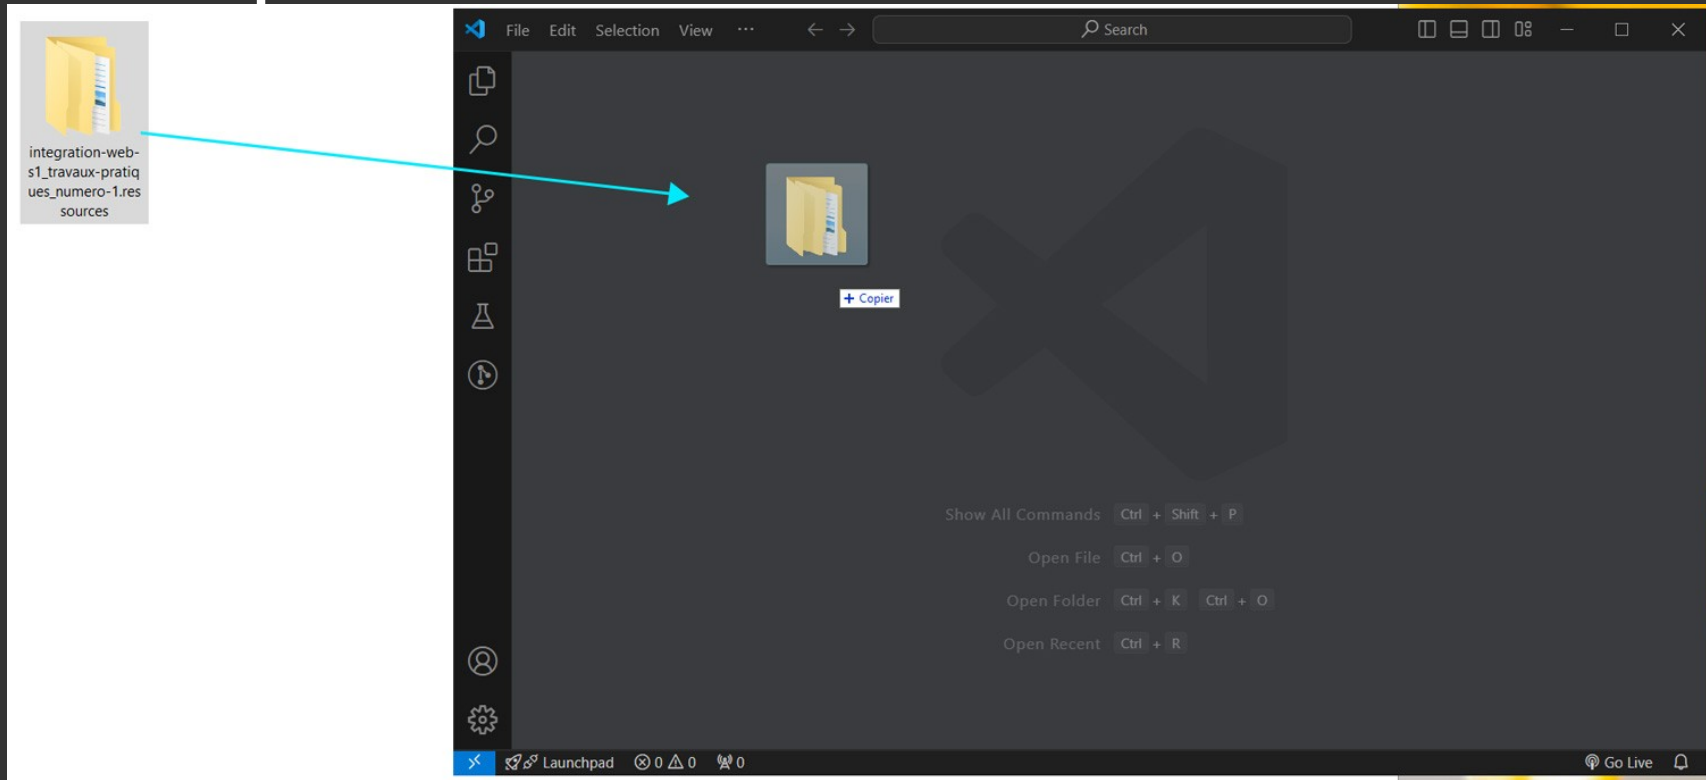 integration-web-
s1_travaux-pratiq
ues_numero-1.res
sources
File Edit Selection View ···
Search
+ Copier
Show All Commands Ctrl + Shift + P
Open File Ctrl + O
Open Folder Ctrl + K Ctrl + O
Open Recent Ctrl + R
Launchpad 0 0 0
Go Live